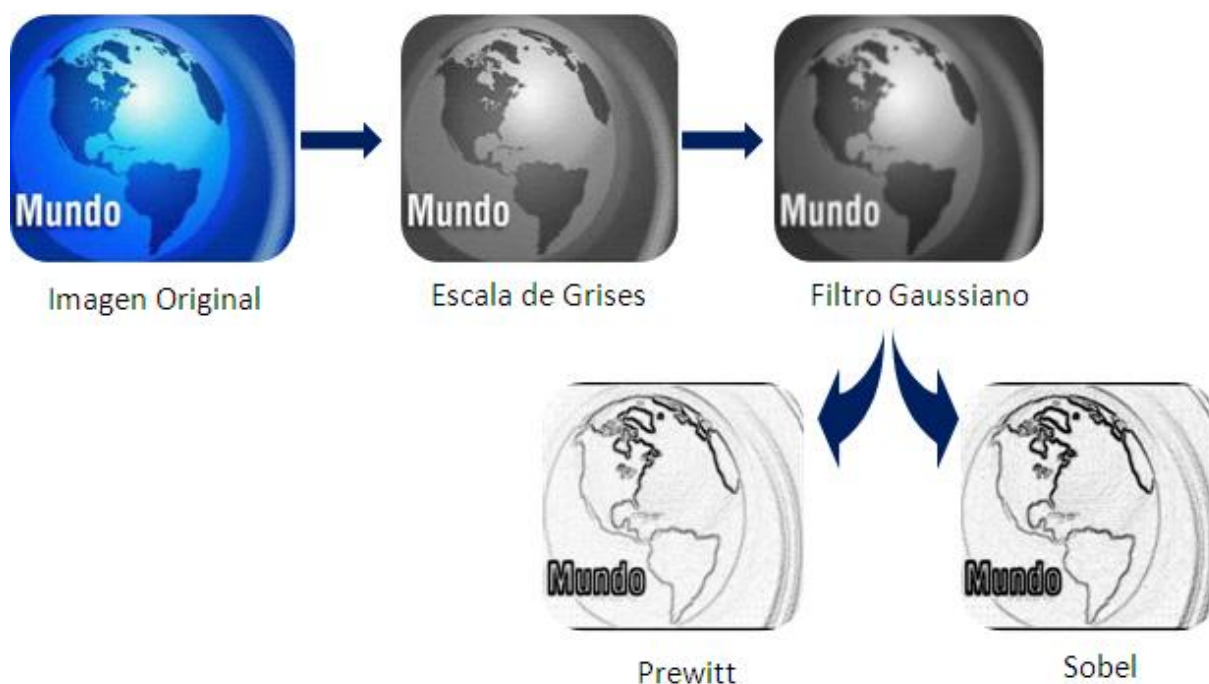 Mundo
Mundo
Mundo
Imagen Original
Escala de Grises
Filtro Gaussiano
Mundo
Mundo
Prewitt
Sobel